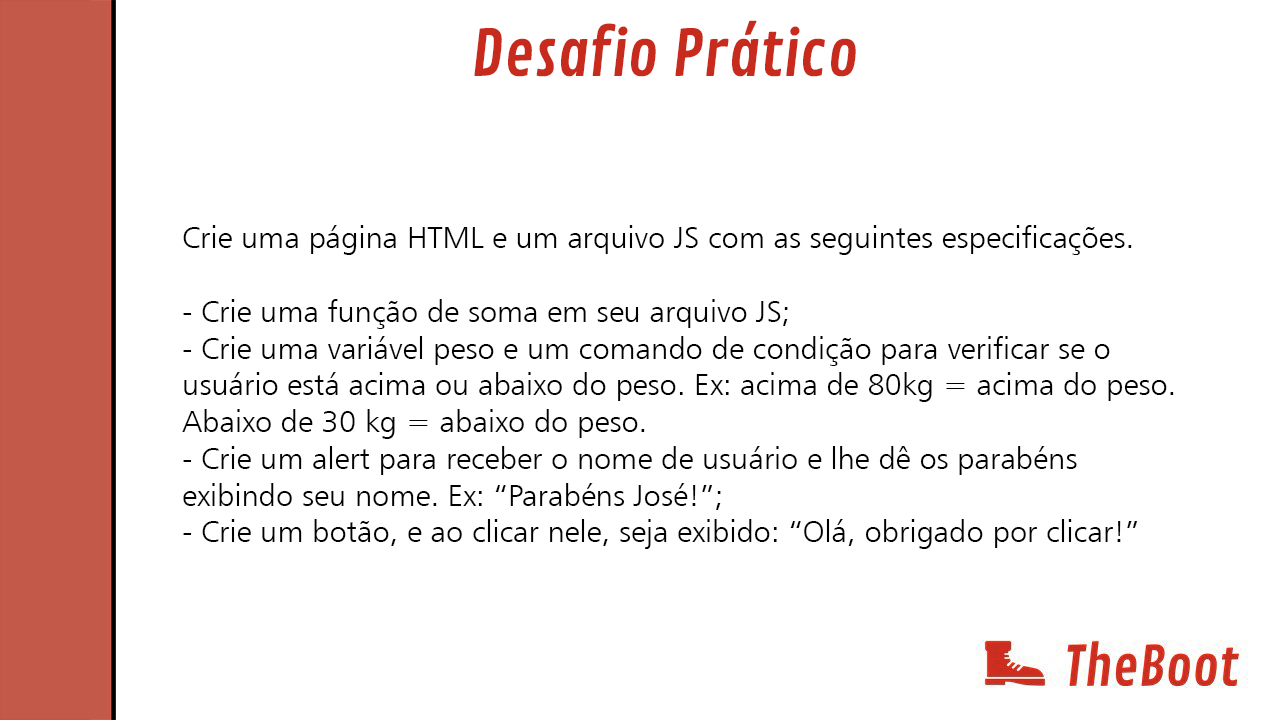 Desafio Prático
Crie uma página HTML e um arquivo JS com as seguintes especificações.
- Crie uma função de soma em seu arquivo JS;
- Crie uma variável peso e um comando de condição para verificar se o
usuário está acima ou abaixo do peso. Ex: acima de 80kg = acima do peso.
Abaixo de 30 kg = abaixo do peso.
- Crie um alert para receber o nome de usuário e lhe dê os parabéns
exibindo seu nome. Ex: “Parabéns José!”;
- Crie um botão, e ao clicar nele, seja exibido: “Olá, obrigado por clicar!”
TheBoot